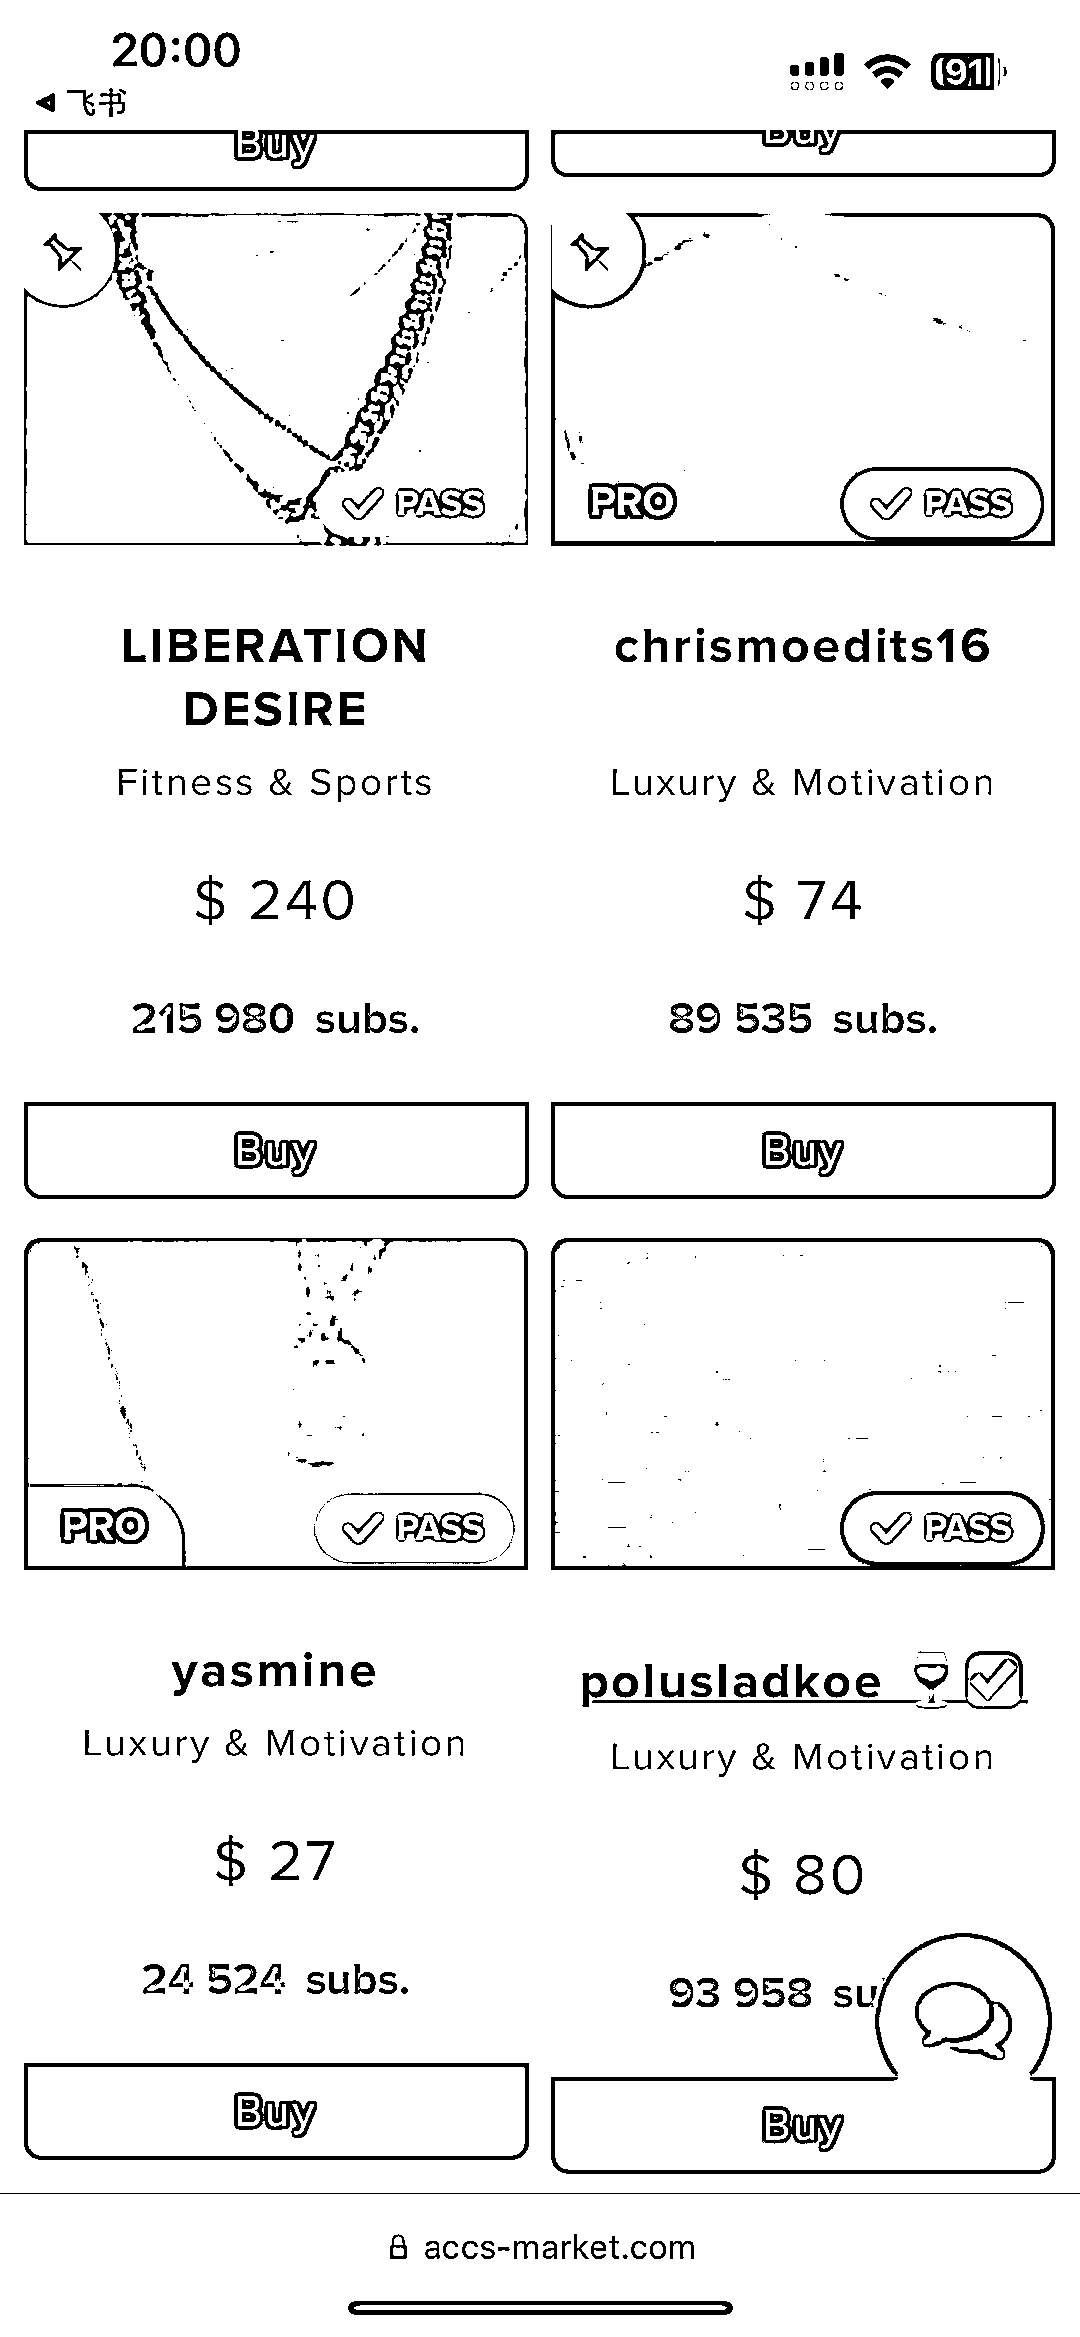 20:00
91
飞书
Buy
Buy
PASS
PRO
PASS
LIBERATION
DESIRE
Fitness & Sports
$ 240
215 980 subs.
Buy
chrismoedits16
Luxury & Motivation
$ 74
89 535 subs.
Buy
PRO
PASS
PASS
yasmine
Luxury & Motivation
$ 27
24 524 subs.
Buy
polusladkoe 🍷 ☑
Luxury & Motivation
$ 80
93 958 su
Buy
accs-market.com